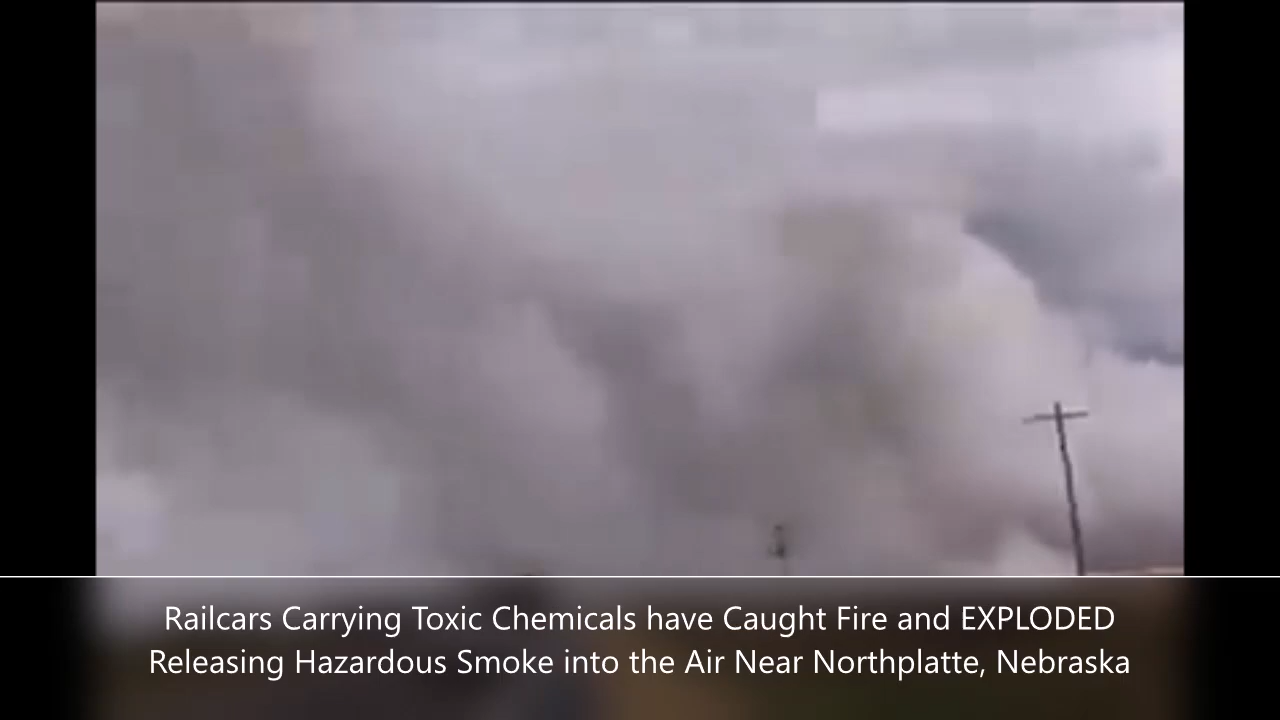 Railcars Carrying Toxic Chemicals have Caught Fire and EXPLODED
Releasing Hazardous Smoke into the Air Near Northplatte, Nebraska